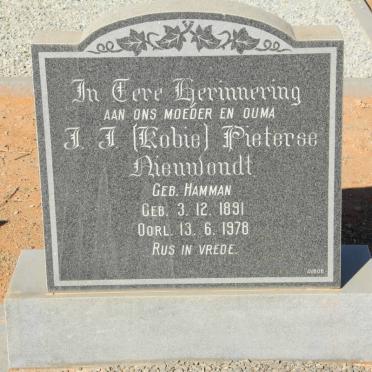 In Tere Herinnering
AAN ONS MOEDER EN OUMA
J. J. (Kobie) Pieterse
Nieuwoudt
GEB. HAMMAN
GEB. 3. 12. 1891
OORL. 13. 6. 1978
RUS IN VREDE.